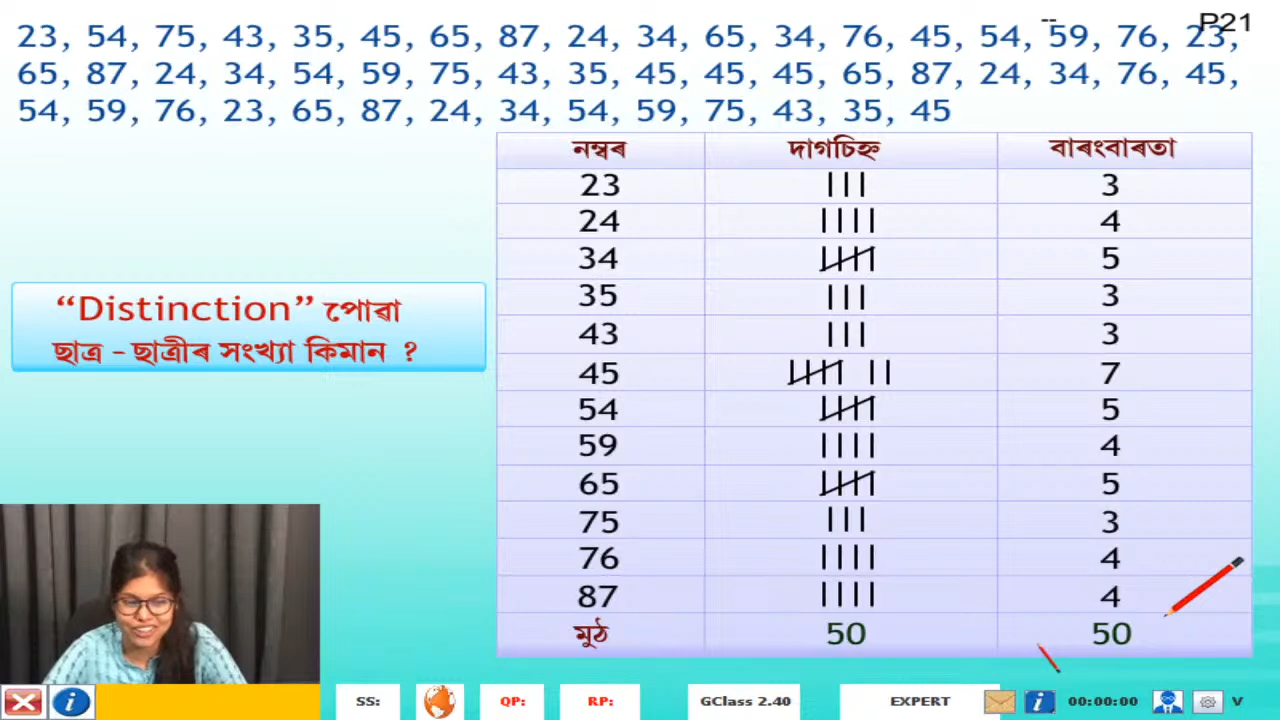 P21
23, 54, 75, 43, 35, 45, 65, 87, 24, 34, 65, 34, 76, 45, 54, 59, 76, 23,
65, 87, 24, 34, 54, 59, 75, 43, 35, 45, 45, 45, 65, 87, 24, 34, 76, 45,
54, 59, 76, 23, 65, 87, 24, 34, 54, 59, 75, 43, 35, 45
“Distinction” পোৱা
ছাত্ৰ - ছাত্ৰীৰ সংখ্যা কিমান ?
নম্বৰ দাগচিহ্ন বাৰংবাৰতা
23 ||| 3
24 |||| 4
34 5
35 ||| 3
43 ||| 3
45 || 7
54 5
59 |||| 4
65 5
75 ||| 3
76 |||| 4
87 |||| 4
মুঠ 50 50
SS: QP: RP: GClass 2.40 EXPERT 00:00:00 V